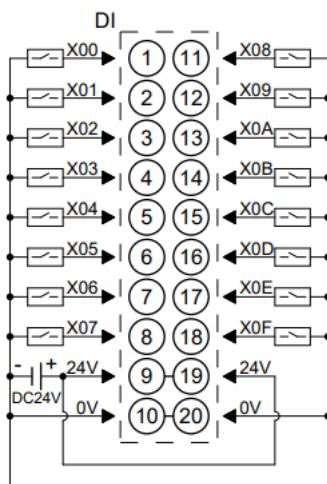 DI
X00 1 11 X08
X01 2 12 X09
X02 3 13 X0A
X03 4 14 X0B
X04 5 15 X0C
X05 6 16 X0D
X06 7 17 X0E
X07 8 18 X0F
- + 24V 9 19 24V
DC24V
0V 10 20 0V